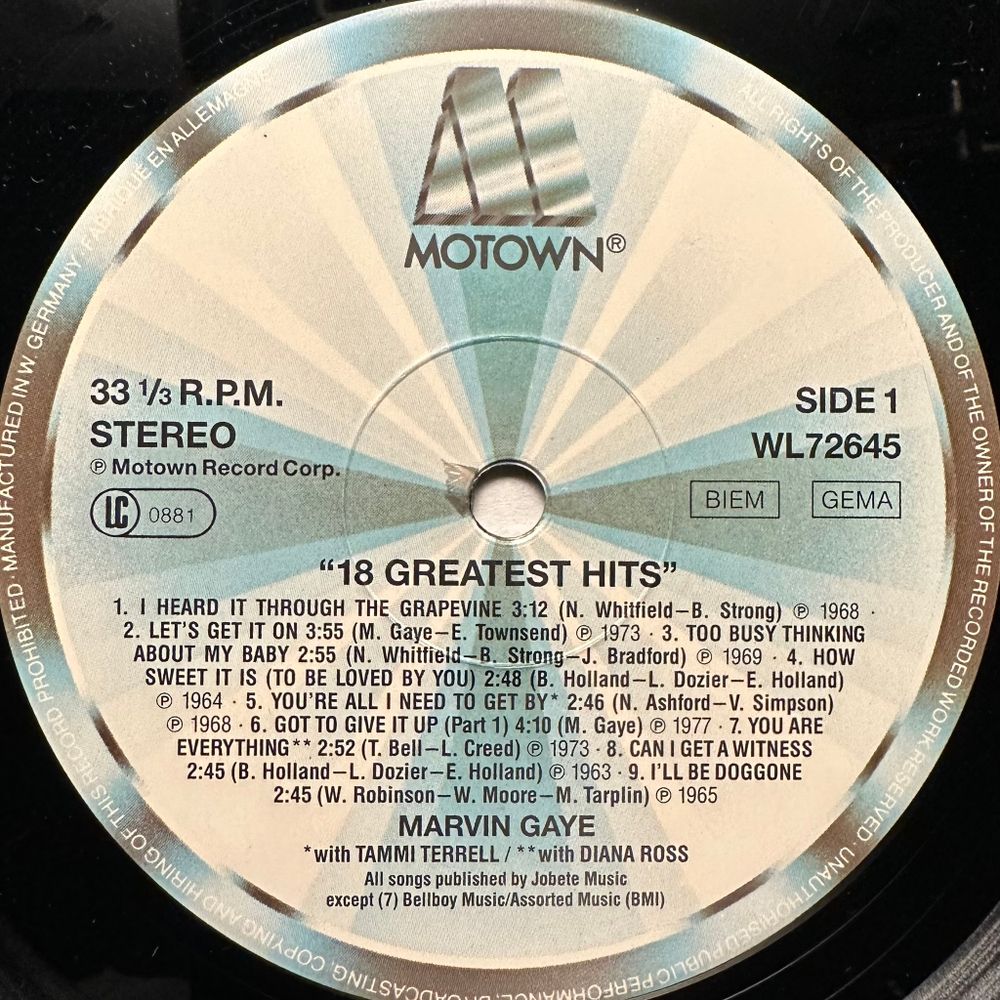 MOTOWN®
33 ⅓ R.P.M.
STEREO
℗ Motown Record Corp.
LC 0881
SIDE 1
WL72645
BIEM GEMA
“18 GREATEST HITS”
1. I HEARD IT THROUGH THE GRAPEVINE 3:12 (N. Whitfield–B. Strong) ℗ 1968 ·
2. LET'S GET IT ON 3:55 (M. Gaye–E. Townsend) ℗ 1973 · 3. TOO BUSY THINKING
ABOUT MY BABY 2:55 (N. Whitfield–B. Strong–J. Bradford) ℗ 1969 · 4. HOW
SWEET IT IS (TO BE LOVED BY YOU) 2:48 (B. Holland–L. Dozier–E. Holland)
℗ 1964 · 5. YOU'RE ALL I NEED TO GET BY* 2:46 (N. Ashford–V. Simpson)
℗ 1968 · 6. GOT TO GIVE IT UP (Part 1) 4:10 (M. Gaye) ℗ 1977 · 7. YOU ARE
EVERYTHING** 2:52 (T. Bell–L. Creed) ℗ 1973 · 8. CAN I GET A WITNESS
2:45 (B. Holland–L. Dozier–E. Holland) ℗ 1963 · 9. I'LL BE DOGGONE
2:45 (W. Robinson–W. Moore–M. Tarplin) ℗ 1965
MARVIN GAYE
*with TAMMI TERRELL / **with DIANA ROSS
All songs published by Jobete Music
except (7) Bellboy Music/Assorted Music (BMI)
ALL RIGHTS OF THE PRODUCER AND OF THE OWNER OF THE RECORDED WORK RESERVED · UNAUTHORISED PUBLIC PERFORMANCE, BROADCASTING, COPYING AND HIRING OF THIS RECORD PROHIBITED · MANUFACTURED IN W. GERMANY FABRIQUÉ EN ALLEMAGNE